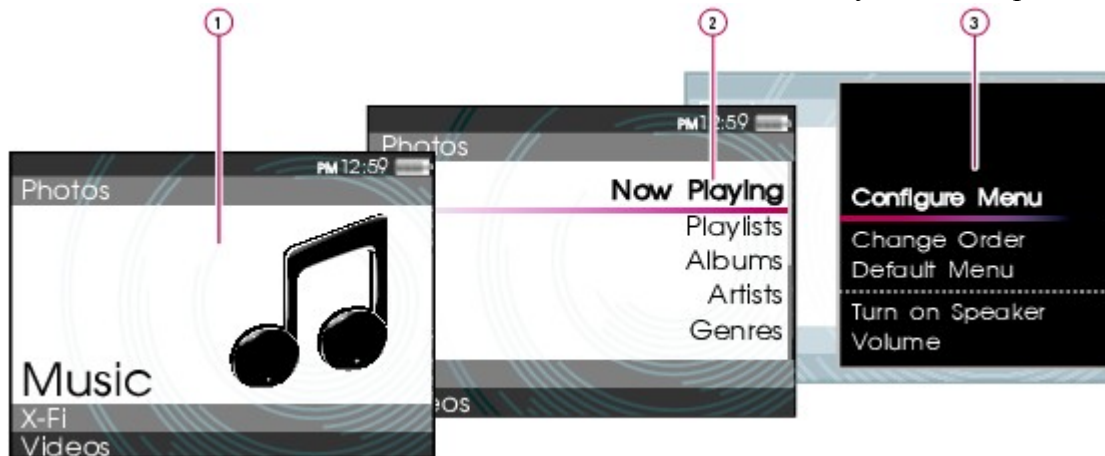 1
2
3
PM 12:59
Photos
Music
X-Fi
Videos
PM 12:59
Photos
Now Playing
Playlists
Albums
Artists
Genres
Configure Menu
Change Order
Default Menu
Turn on Speaker
Volume